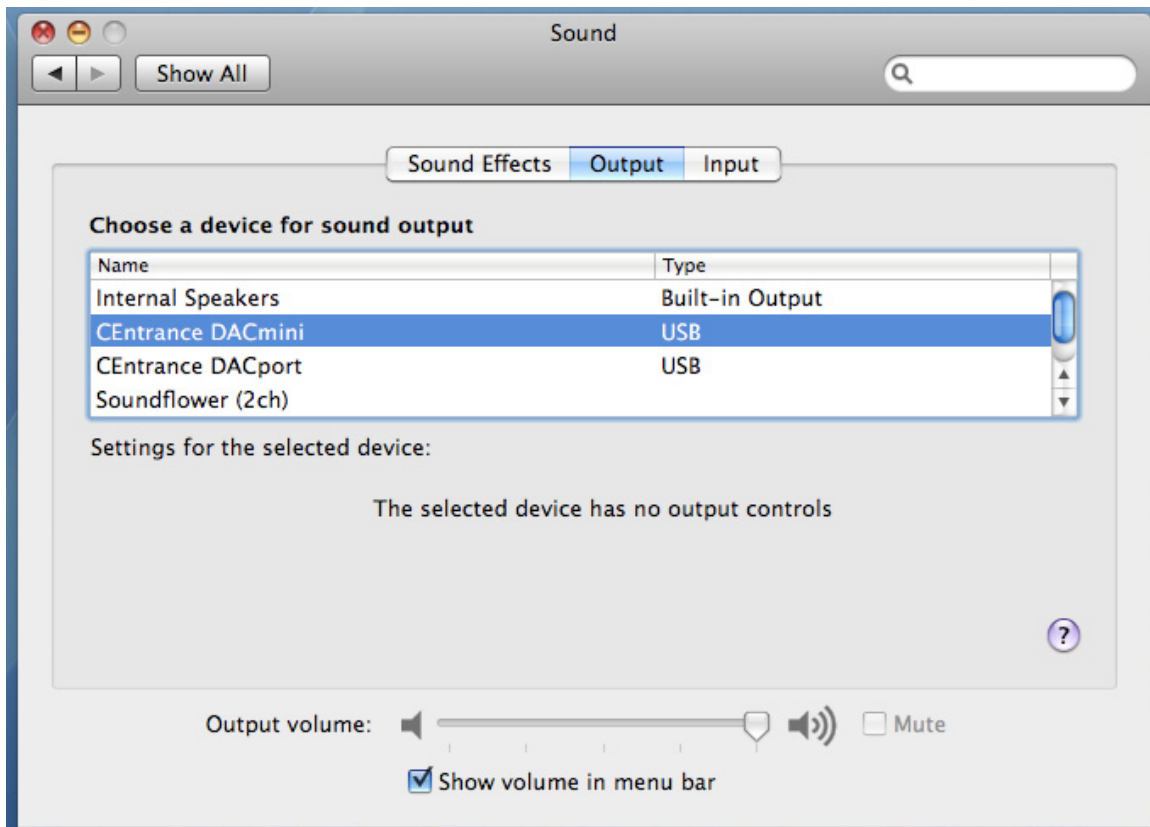 Sound
Show All
Sound Effects Output Input
Choose a device for sound output
Name Type
Internal Speakers Built-in Output
CEntrance DACmini USB
CEntrance DACport USB
Soundflower (2ch)
Settings for the selected device:
The selected device has no output controls
?
Output volume: Mute
Show volume in menu bar